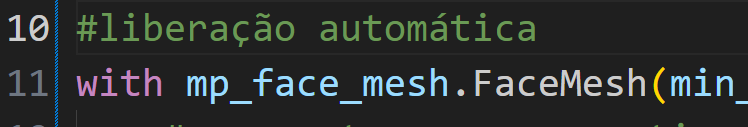 10 #liberação automática
11 with mp_face_mesh.FaceMesh(min_